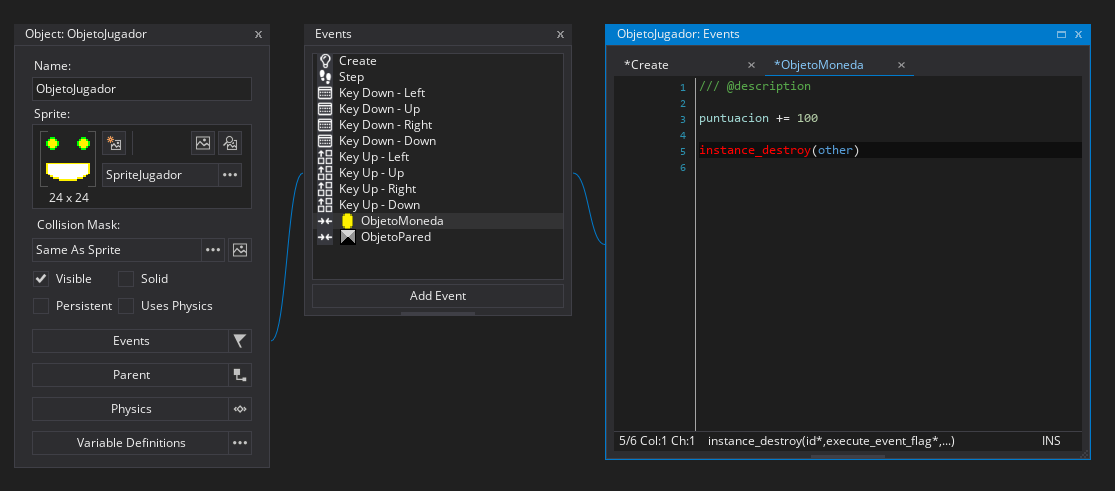 Object: ObjetoJugador
X
Name:
ObjetoJugador
Sprite:
SpriteJugador
24 x 24
Collision Mask:
Same As Sprite
Visible
Solid
Persistent
Uses Physics
Events
Parent
Physics
Variable Definitions
Events
X
Create
Step
Key Down - Left
Key Down - Up
Key Down - Right
Key Down - Down
Key Up - Left
Key Up - Up
Key Up - Right
Key Up - Down
ObjetoMoneda
ObjetoPared
Add Event
ObjetoJugador: Events
X
*Create
*ObjetoMoneda
1 /// @description
2
3 puntuacion += 100
4
5 instance_destroy(other)
6
5/6 Col:1 Ch:1 instance_destroy(id*,execute_event_flag*,...) INS